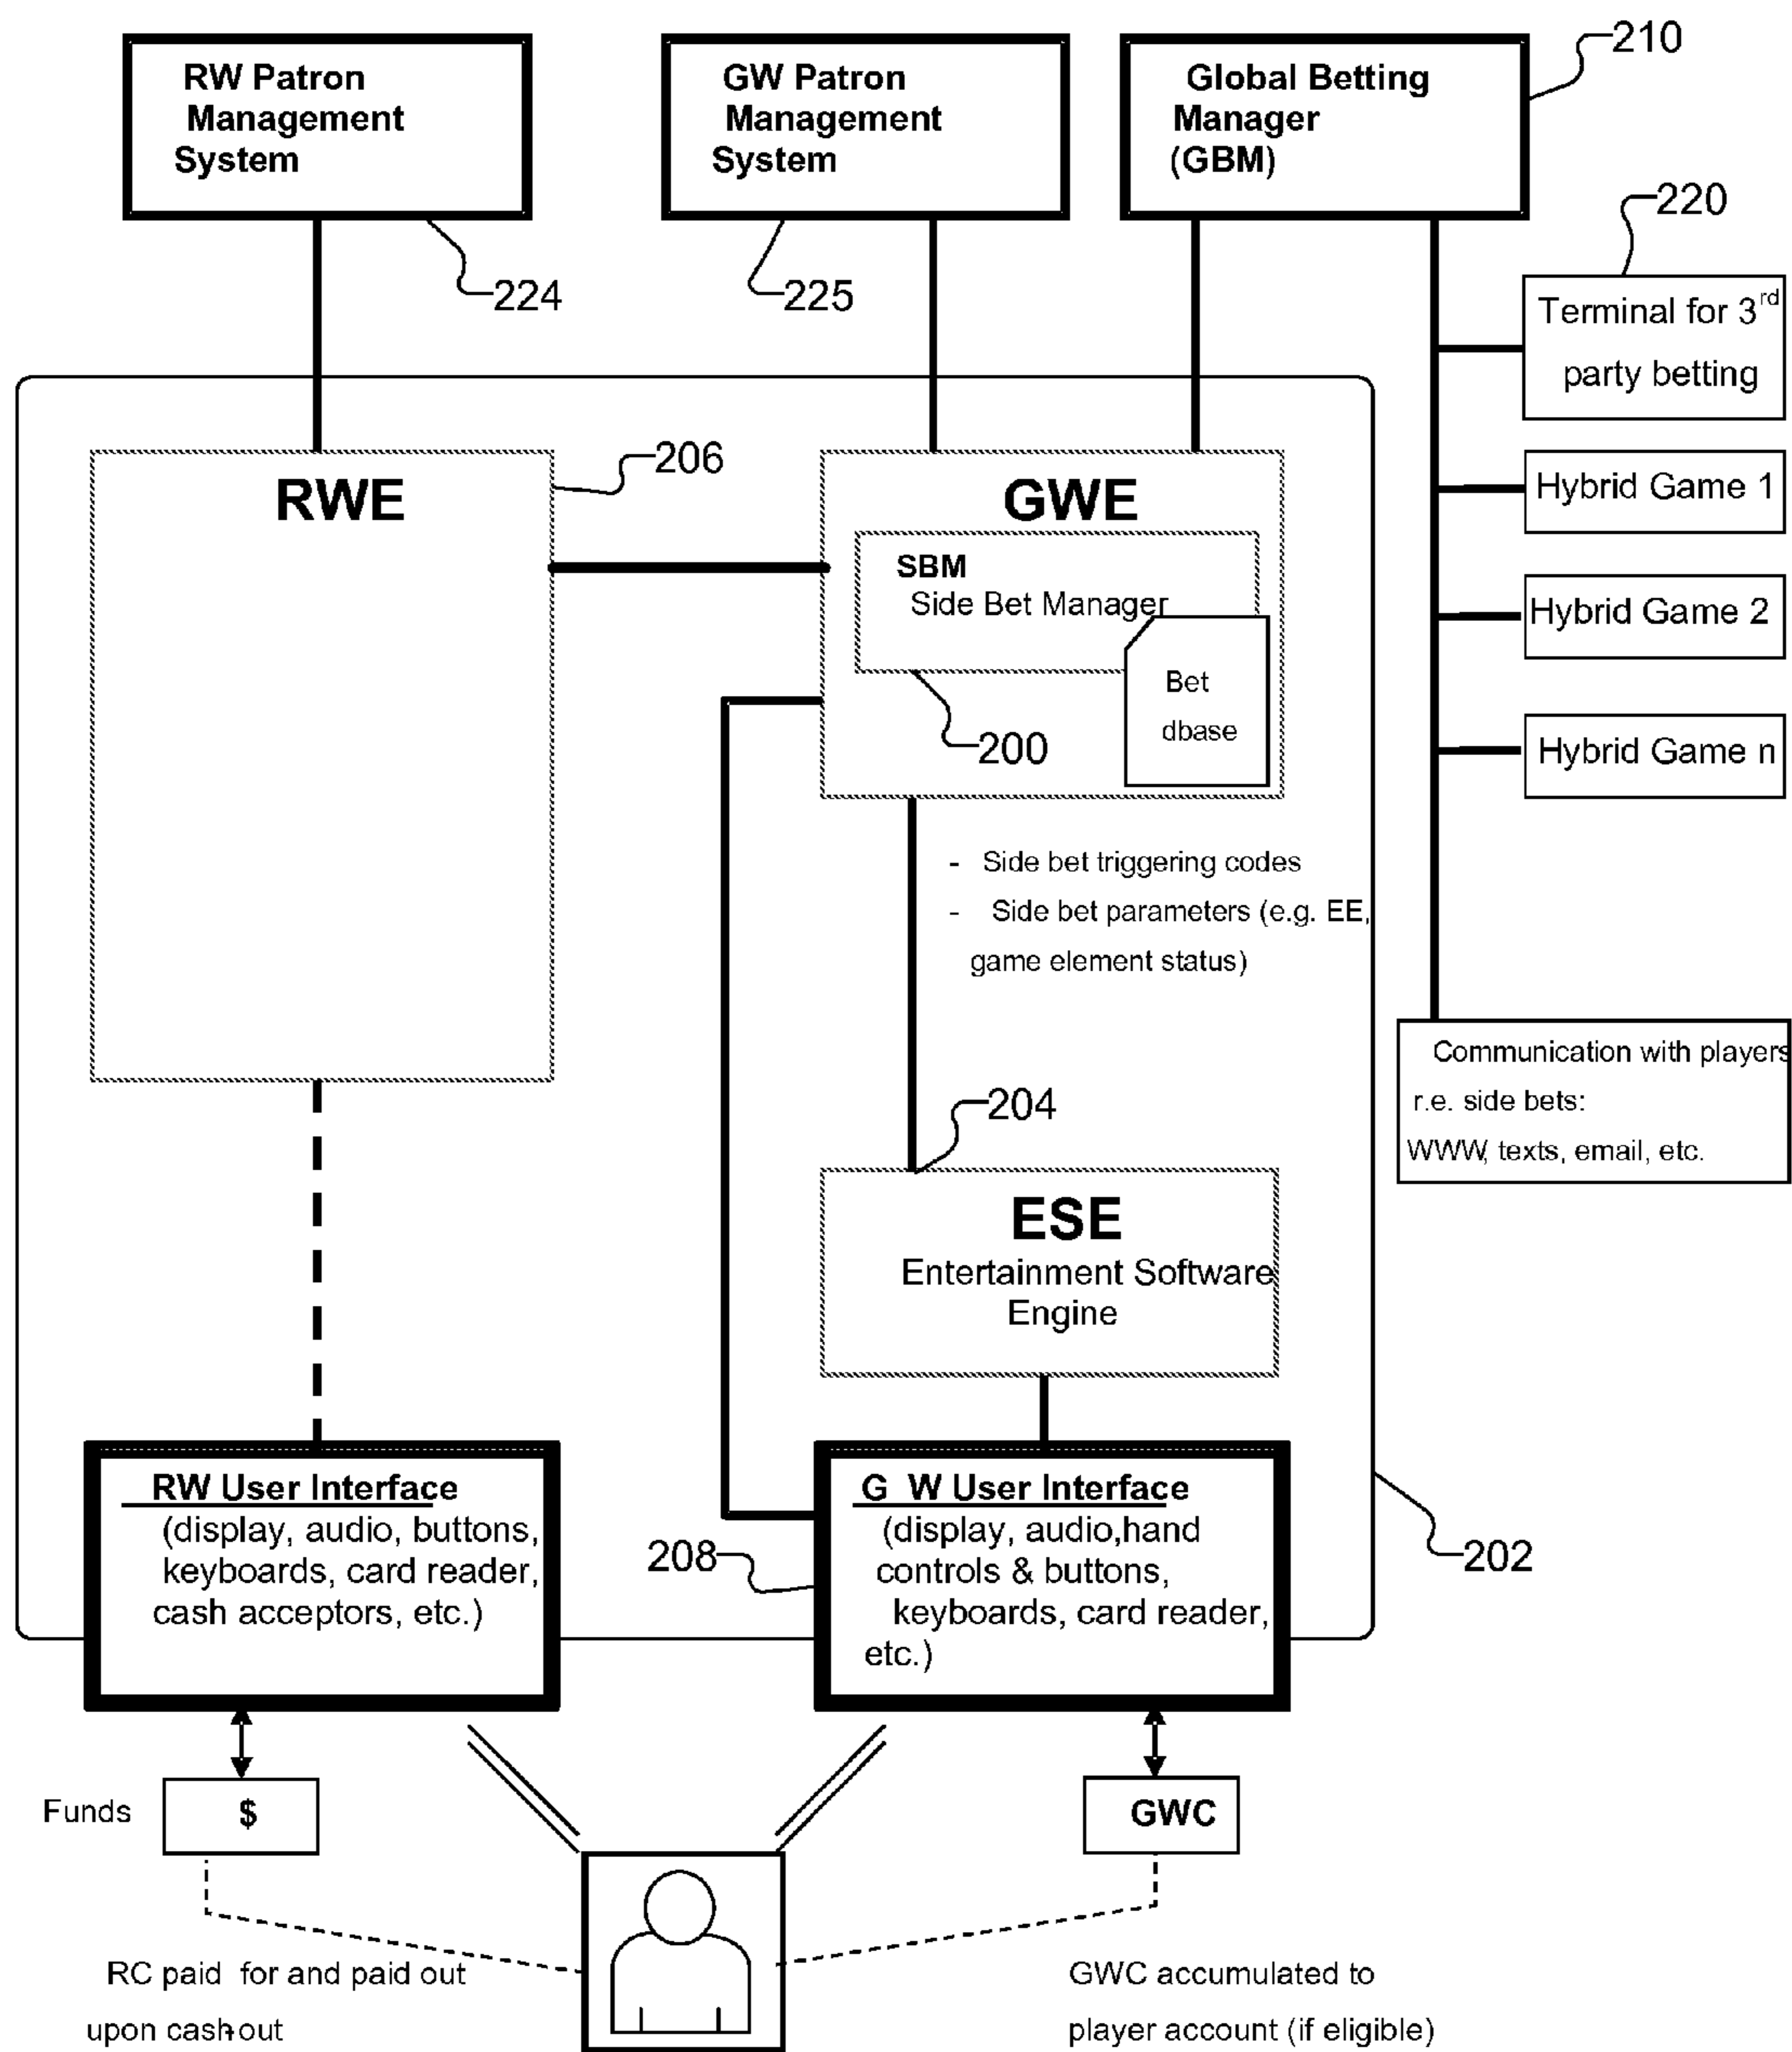 210
RW Patron
Management
System
GW Patron
Management
System
Global Betting
Manager
(GBM)
220
224
225
Terminal for 3rd
party betting
206
RWE
GWE
Hybrid Game 1
SBM
Side Bet Manager
Hybrid Game 2
Bet
dbase
200
Hybrid Game n
- Side bet triggering codes
- Side bet parameters (e.g. EE,
game element status)
Communication with players
r.e. side bets:
WWW, texts, email, etc.
204
ESE
Entertainment Software
Engine
RW User Interface
(display, audio, buttons,
keyboards, card reader,
cash acceptors, etc.)
G W User Interface
(display, audio,hand
controls & buttons,
keyboards, card reader,
etc.)
208
202
Funds
$
GWC
RC paid for and paid out
upon cash-out
GWC accumulated to
player account (if eligible)